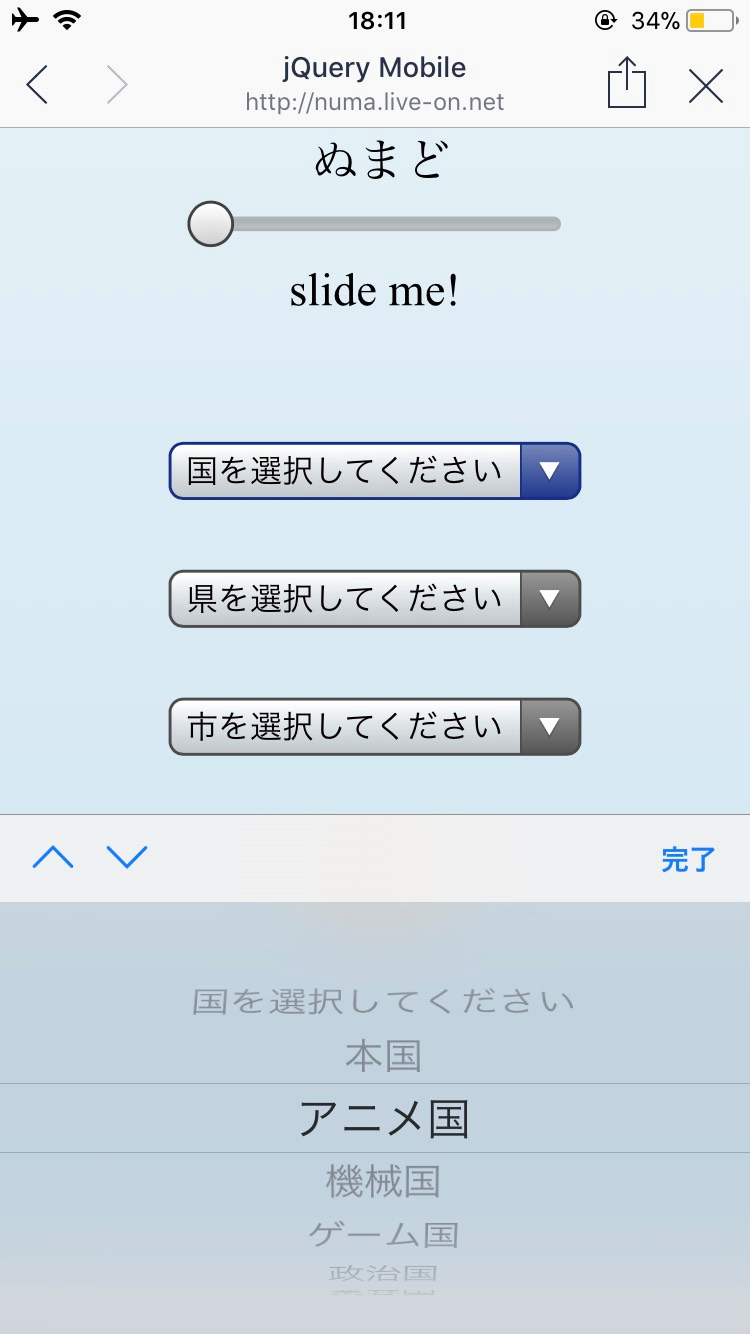 18:11
34%
jQuery Mobile
http://numa.live-on.net
ぬまど
slide me!
国を選択してください
県を選択してください
市を選択してください
完了
国を選択してください
本国
アニメ国
機械国
ゲーム国
政治国